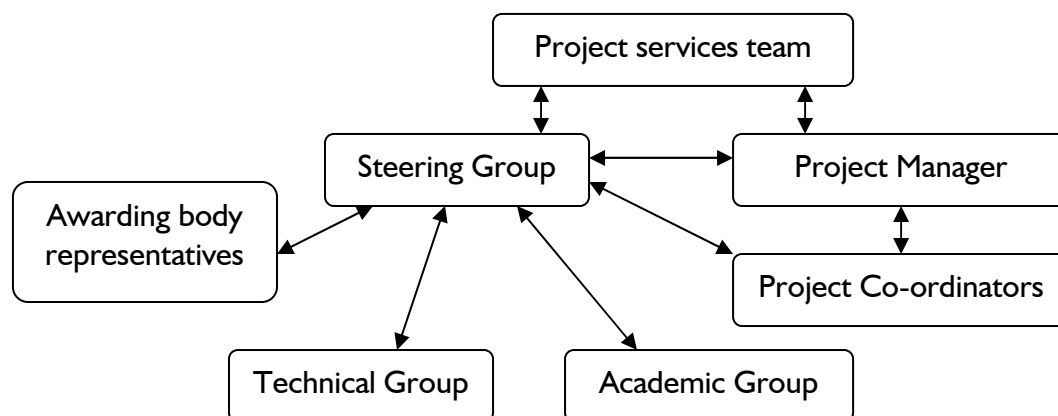 Project services team
Steering Group
Project Manager
Awarding body
representatives
Project Co-ordinators
Technical Group
Academic Group